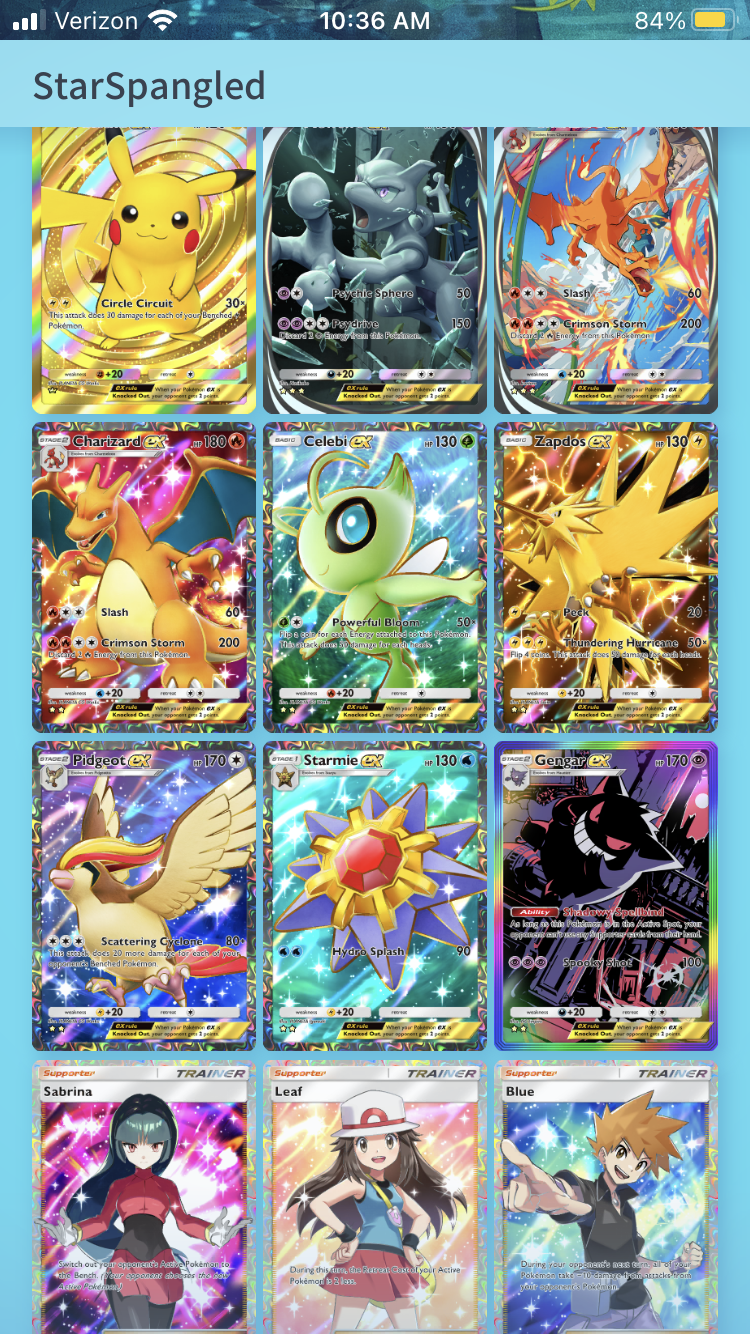 Verizon 10:36 AM 84%
StarSpangled
Circle Circuit 30×
This attack does 30 damage for each of your Benched
Pokémon.
weakness +20 retreat
ex rule When your Pokémon ex is
Knocked Out, your opponent gets 2 points.
Psychic Sphere 50
Psydrive 150
Discard 2 Energy from this Pokémon.
weakness +20 retreat
ex rule When your Pokémon ex is
Knocked Out, your opponent gets 2 points.
Slash 60
Crimson Storm 200
Discard 2 Energy from this Pokémon.
weakness +20 retreat
ex rule When your Pokémon ex is
Knocked Out, your opponent gets 2 points.
STAGE 2 Charizard ex HP 180
Evolves from Charmeleon
Slash 60
Crimson Storm 200
Discard 2 Energy from this Pokémon.
weakness +20 retreat
ex rule When your Pokémon ex is
Knocked Out, your opponent gets 2 points.
BASIC Celebi ex HP 130
Powerful Bloom 50×
Flip a coin for each Energy attached to this Pokémon.
This attack does 50 damage for each heads.
weakness +20 retreat
ex rule When your Pokémon ex is
Knocked Out, your opponent gets 2 points.
BASIC Zapdos ex HP 130
Peck 20
Thundering Hurricane 50×
Flip 4 coins. This attack does 50 damage for each heads.
weakness +20 retreat
ex rule When your Pokémon ex is
Knocked Out, your opponent gets 2 points.
STAGE 2 Pidgeot ex HP 170
Evolves from Pidgeotto
Scattering Cyclone 80+
This attack does 20 more damage for each of your
opponent's Benched Pokémon.
weakness +20 retreat
ex rule When your Pokémon ex is
Knocked Out, your opponent gets 2 points.
STAGE 1 Starmie ex HP 130
Evolves from Staryu
Hydro Splash 90
weakness +20 retreat
ex rule When your Pokémon ex is
Knocked Out, your opponent gets 2 points.
STAGE 2 Gengar ex HP 170
Evolves from Haunter
Ability Shadowy Spellbind
As long as this Pokémon is in the Active Spot, your
opponent can't use any Supporter cards from their hand.
Spooky Shot 100
weakness +20 retreat
ex rule When your Pokémon ex is
Knocked Out, your opponent gets 2 points.
Supporter TRAINER
Sabrina
Switch out your opponent's Active Pokémon to
the Bench. (Your opponent chooses the new
Active Pokémon.)
Supporter TRAINER
Leaf
During this turn, the Retreat Cost of your Active
Pokémon is 2 less.
Supporter TRAINER
Blue
During your opponent's next turn, all of your
Pokémon take −10 damage from attacks from
your opponent's Pokémon.